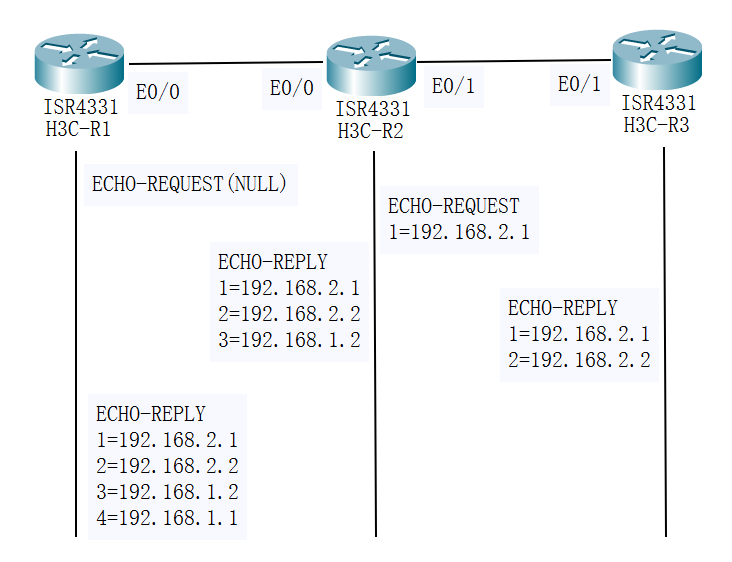 E0/0
E0/0
E0/1
E0/1
ISR4331
H3C-R1
ISR4331
H3C-R2
ISR4331
H3C-R3
ECHO-REQUEST(NULL)
ECHO-REQUEST
1=192.168.2.1
ECHO-REPLY
1=192.168.2.1
2=192.168.2.2
3=192.168.1.2
ECHO-REPLY
1=192.168.2.1
2=192.168.2.2
ECHO-REPLY
1=192.168.2.1
2=192.168.2.2
3=192.168.1.2
4=192.168.1.1